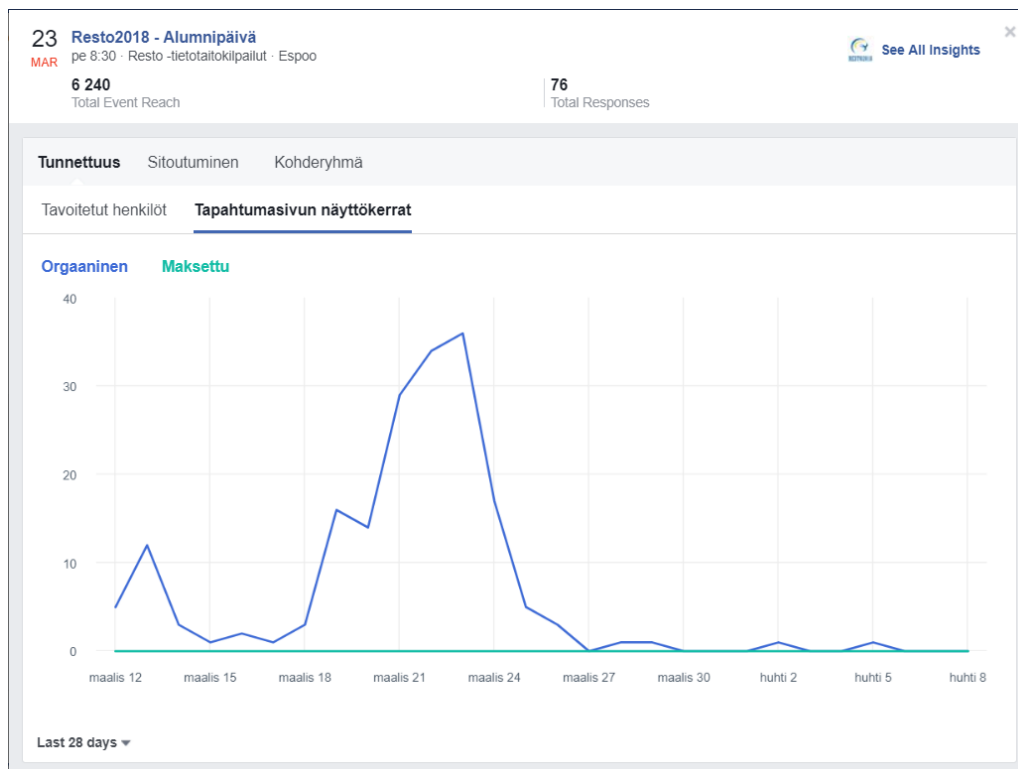 23 Resto2018 - Alumnipäivä
MAR pe 8:30 · Resto -tietotaitokilpailut · Espoo
See All Insights
6 240 76
Total Event Reach Total Responses
Tunnettuus Sitoutuminen Kohderyhmä
Tavoitetut henkilöt Tapahtumasivun näyttökerrat
Orgaaninen Maksettu
40
30
20
10
0
maalis 12 maalis 15 maalis 18 maalis 21 maalis 24 maalis 27 maalis 30 huhti 2 huhti 5 huhti 8
Last 28 days